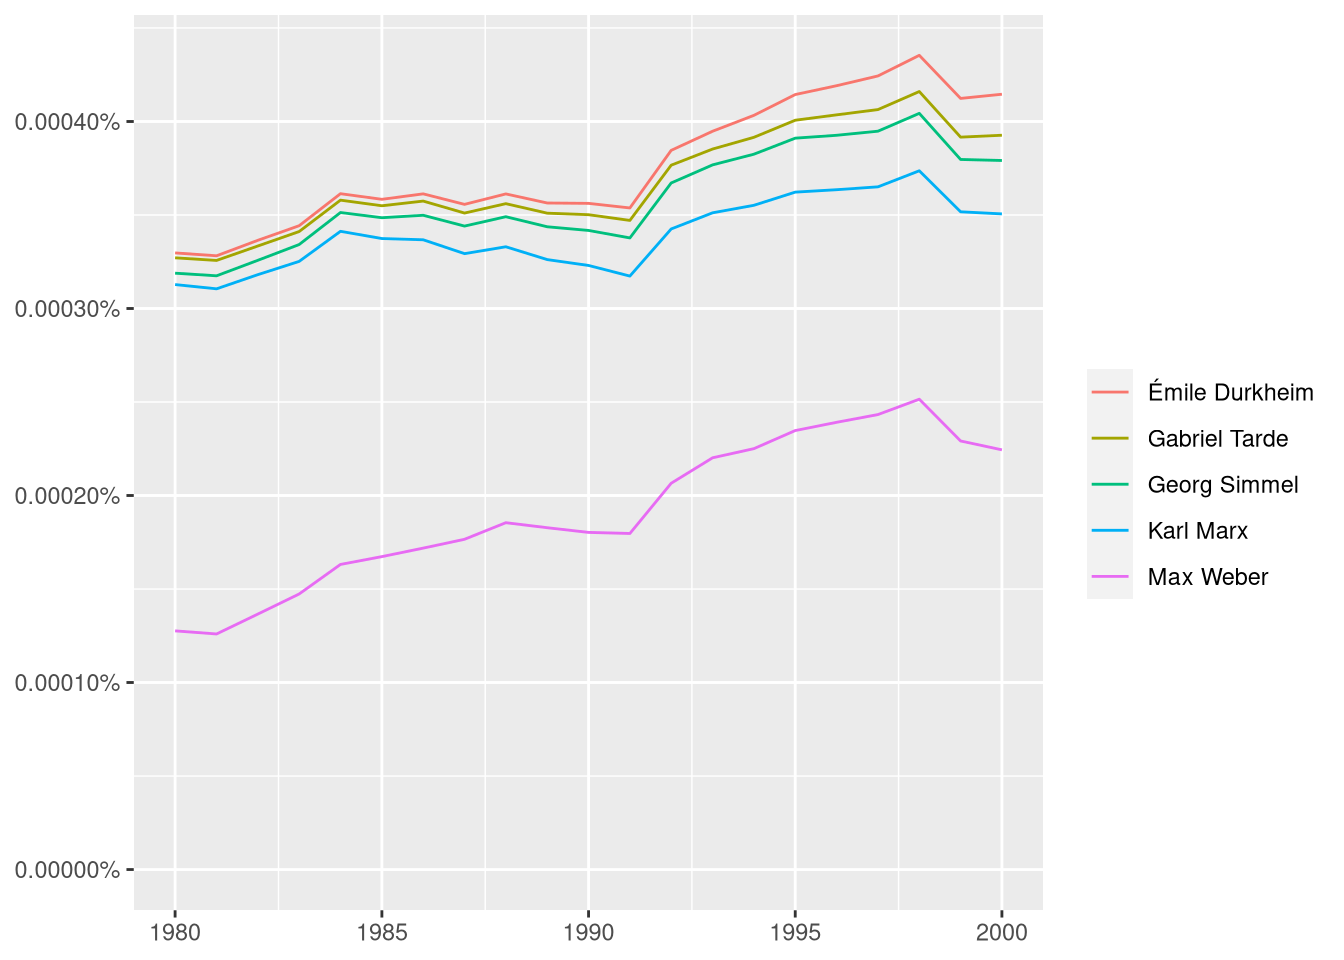 0.00040%
0.00030%
0.00020%
0.00010%
0.00000%
1980 1985 1990 1995 2000
Émile Durkheim
Gabriel Tarde
Georg Simmel
Karl Marx
Max Weber